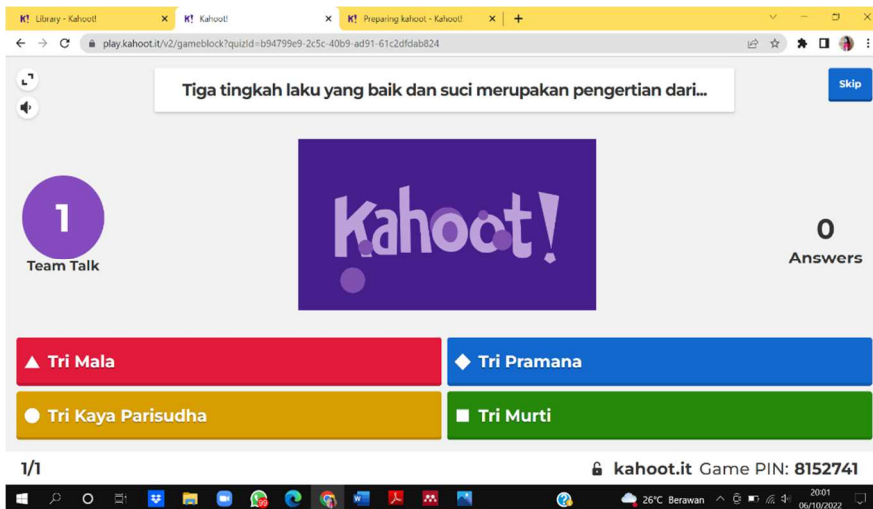 K! Library - Kahoot!
K! Kahoot!
K! Preparing kahoot - Kahoot!
play.kahoot.it/v2/gameblock?quizId=b94799e9-2c5c-40b9-ad91-61c2dfdab824
Tiga tingkah laku yang baik dan suci merupakan pengertian dari...
Skip
Kahoot!
1
Team Talk
0
Answers
Tri Mala
Tri Pramana
Tri Kaya Parisudha
Tri Murti
1/1
kahoot.it Game PIN: 8152741
99
26°C Berawan
20:01
06/10/2022